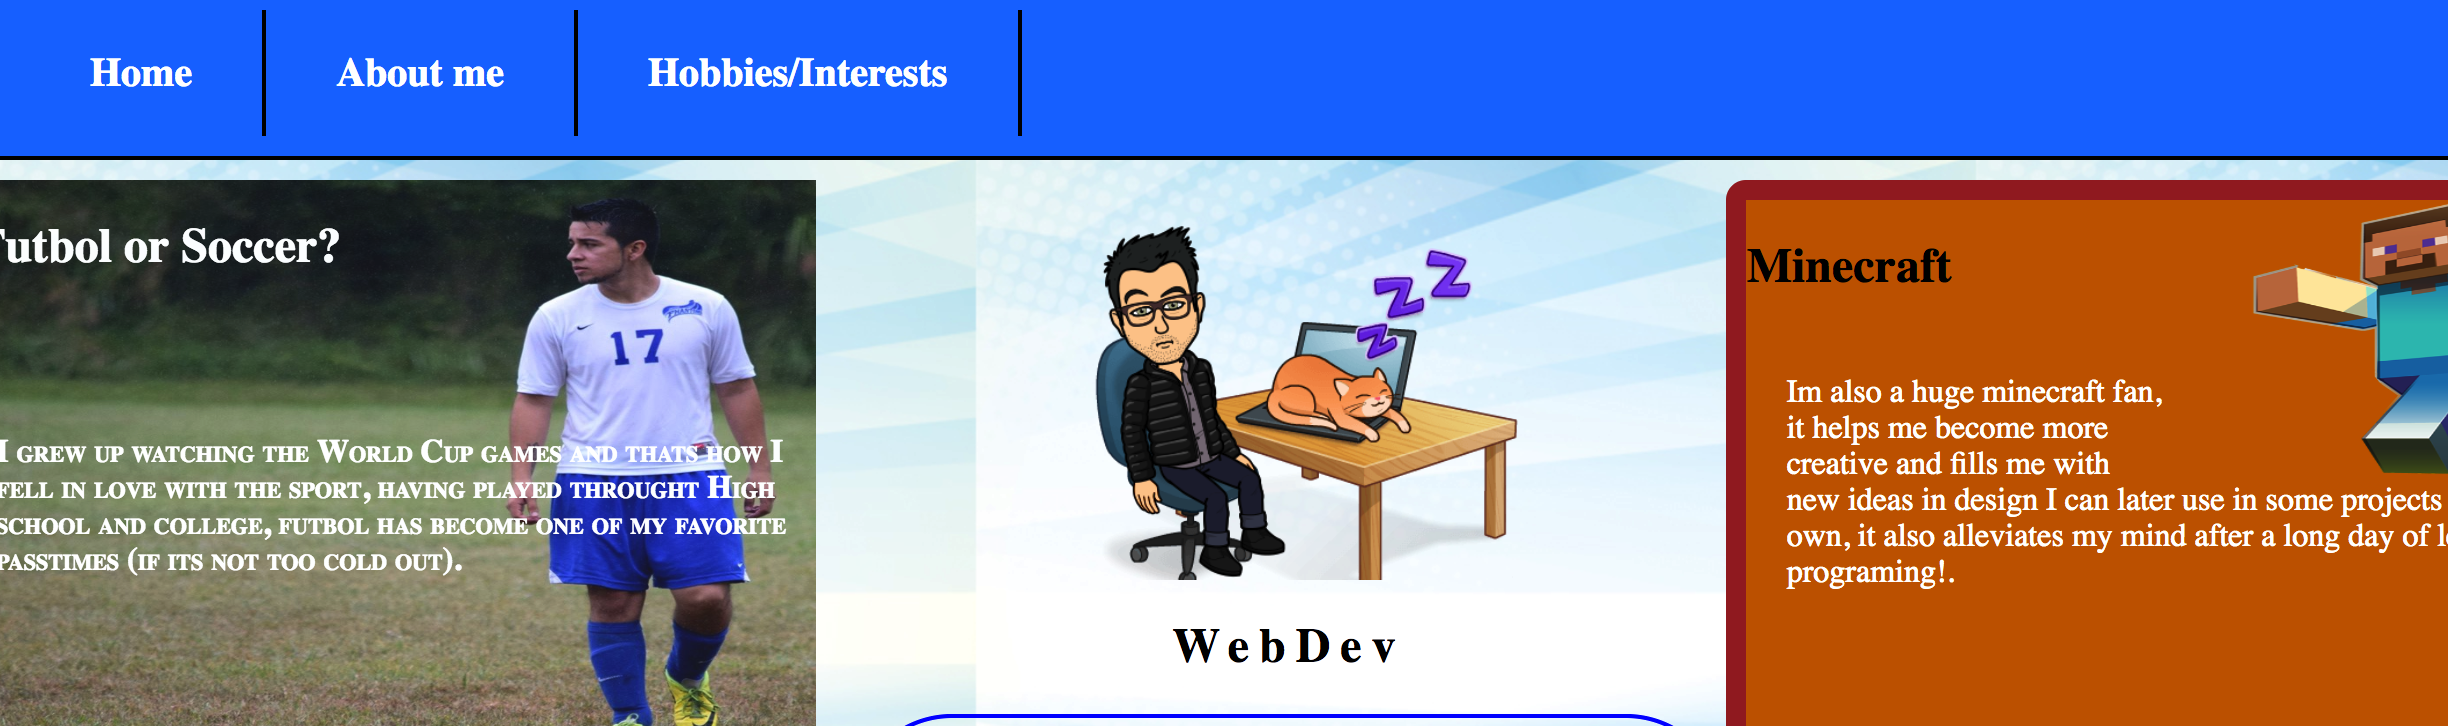 Home
About me
Hobbies/Interests
Futbol or Soccer?
17
I GREW UP WATCHING THE WORLD CUP GAMES AND THATS HOW I
FELL IN LOVE WITH THE SPORT, HAVING PLAYED THROUGHT HIGH
SCHOOL AND COLLEGE, FUTBOL HAS BECOME ONE OF MY FAVORITE
PASSTIMES (IF ITS NOT TOO COLD OUT).
Z Z Z
WebDev
Minecraft
Im also a huge minecraft fan,
it helps me become more
creative and fills me with
new ideas in design I can later use in some projects
own, it also alleviates my mind after a long day of
programing!.